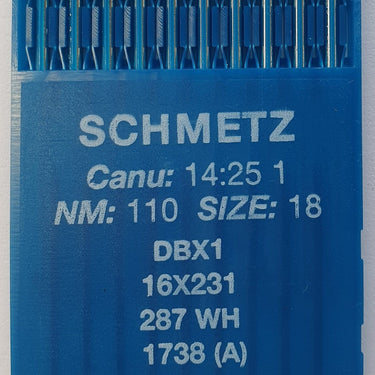 SCHMETZ
Canu: 14:25 1
NM: 110 SIZE: 18
DBX1
16X231
287 WH
1738 (A)